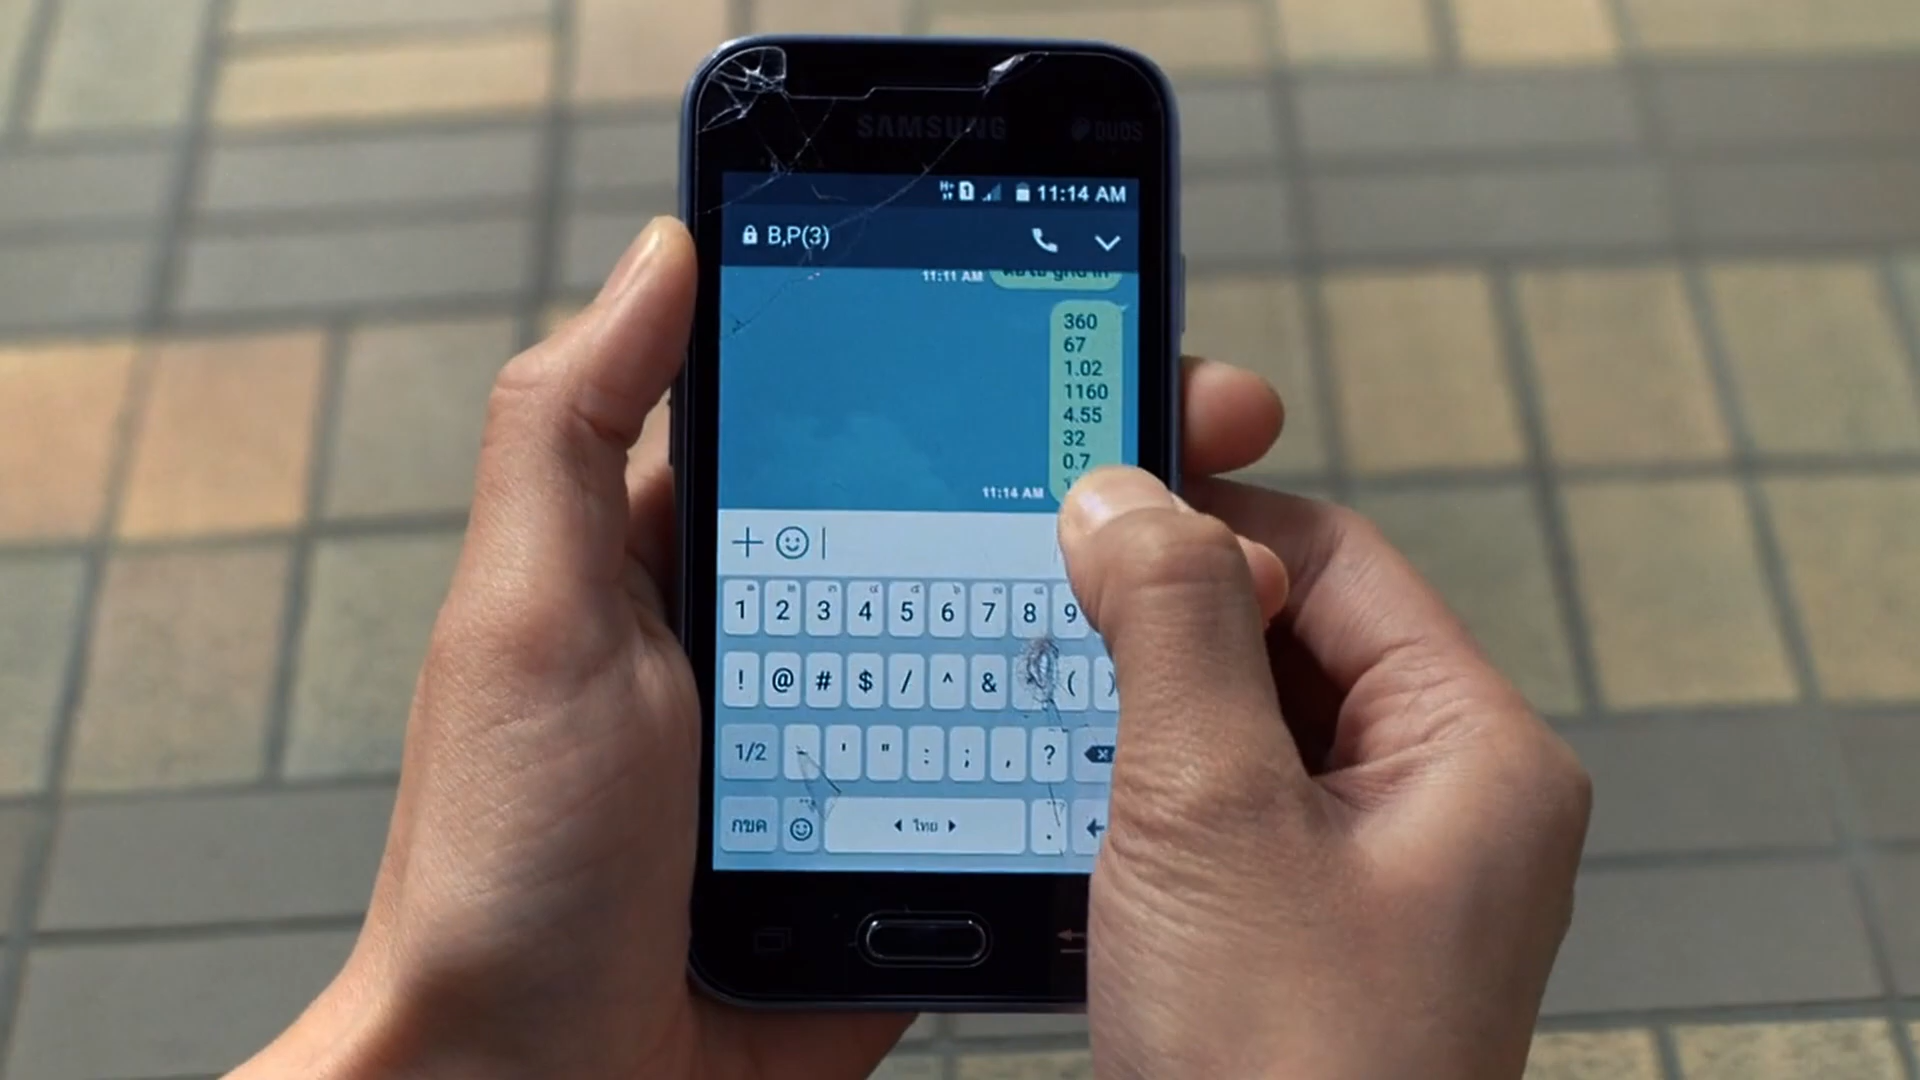 SAMSUNG
DUOS
H+ 1 11:14 AM
B,P(3)
11:11 AM
360
67
1.02
1160
4.55
32
0.7
11:14 AM
1 2 3 4 5 6 7 8 9
! @ # $ / ^ & ( )
1/2 - ' " : ; , ?
กขค ไทย .